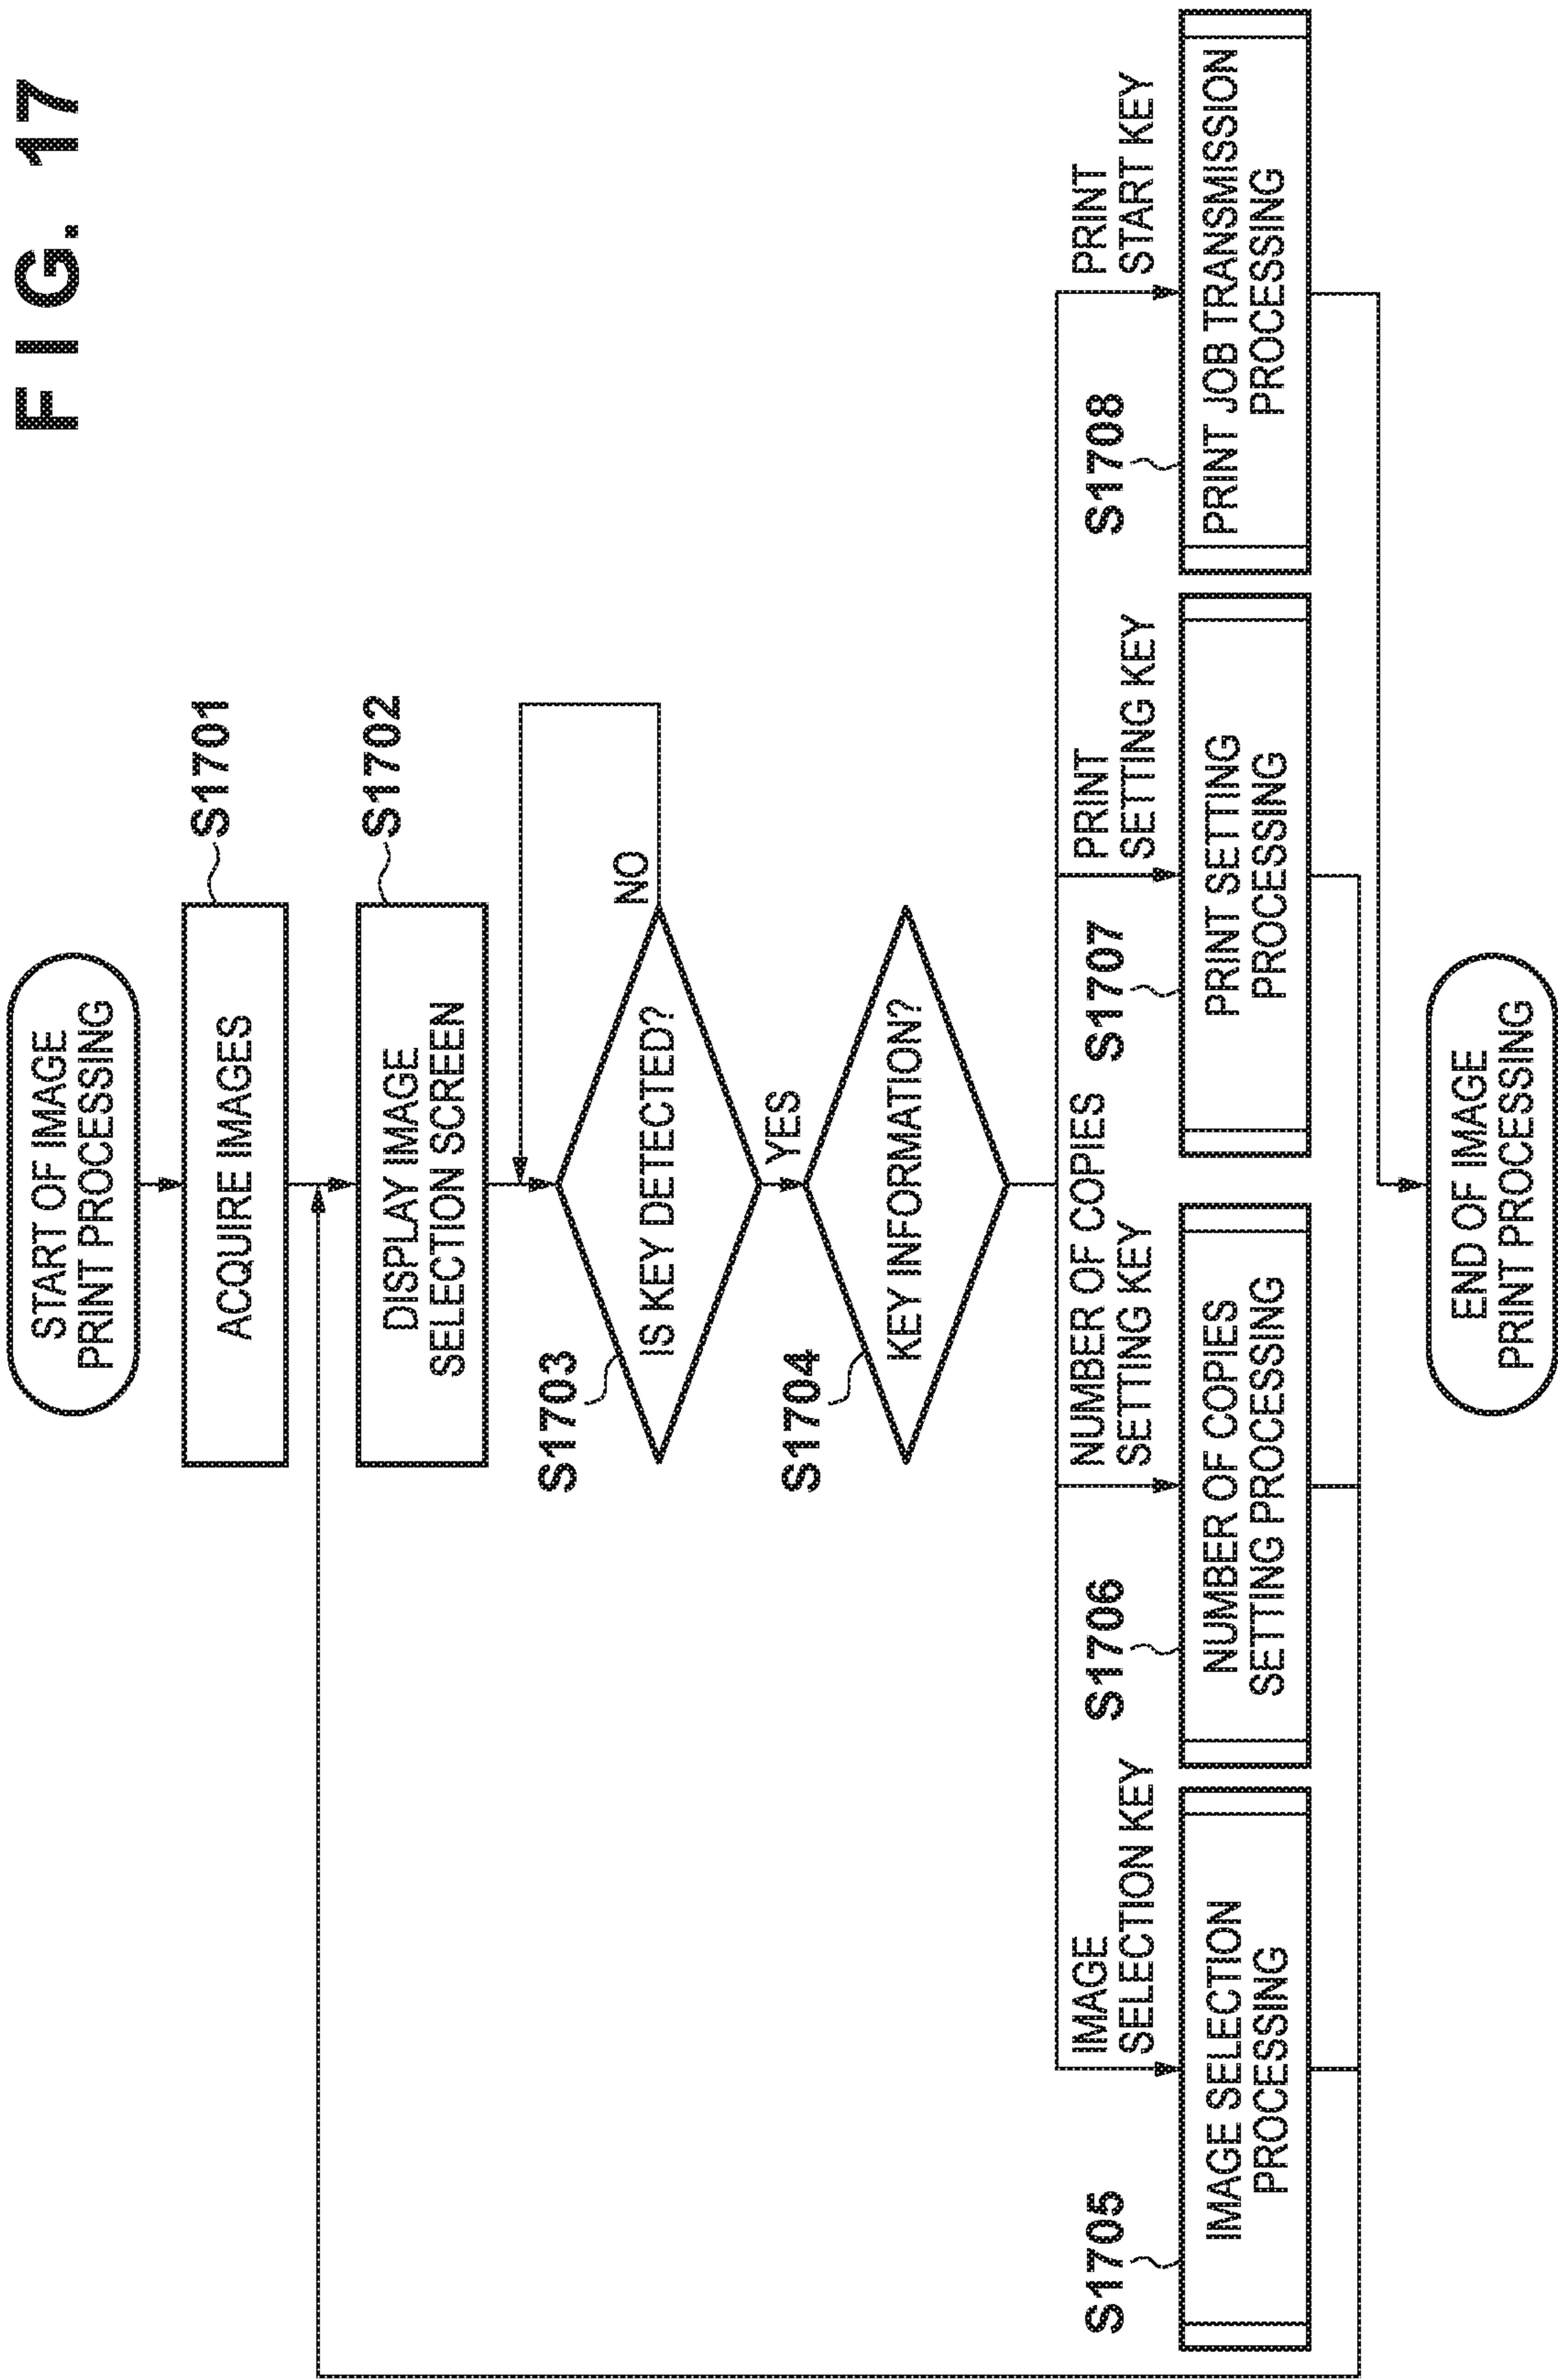 FIG. 17
START OF IMAGE
PRINT PROCESSING
ACQUIRE IMAGES
S1701
DISPLAY IMAGE
SELECTION SCREEN
S1702
S1703
IS KEY DETECTED?
NO
YES
S1704
KEY INFORMATION?
IMAGE
SELECTION KEY
NUMBER OF COPIES
SETTING KEY
PRINT
SETTING KEY
PRINT
START KEY
S1705
IMAGE SELECTION
PROCESSING
S1706
NUMBER OF COPIES
SETTING PROCESSING
S1707
PRINT SETTING
PROCESSING
S1708
PRINT JOB TRANSMISSION
PROCESSING
END OF IMAGE
PRINT PROCESSING